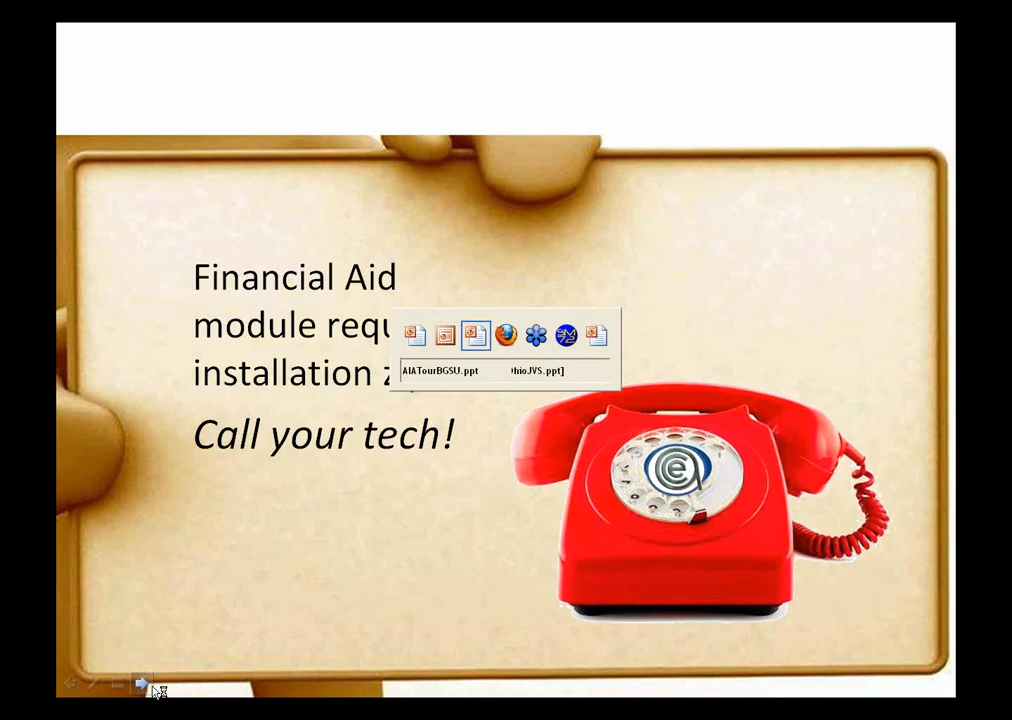 Financial Aid
module requ
installation
Call your tech!
AIATourBGSU.ppt hioJVS.ppt]